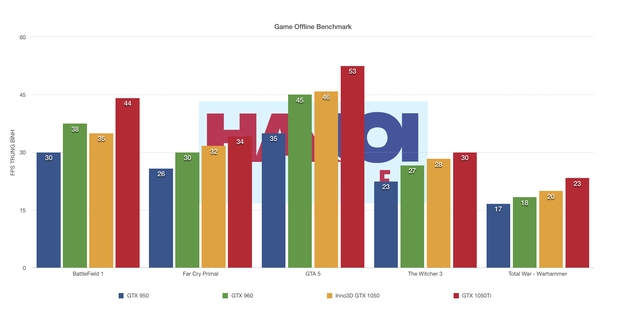 Game Offline Benchmark
FPS TRUNG BÌNH
60
45
30
15
0
30 38 35 44
26 30 32 34
35 45 46 53
23 27 28 30
17 18 20 23
BattleField 1 Far Cry Primal GTA 5 The Witcher 3 Total War - Warhammer
GTX 950 GTX 960 Inno3D GTX 1050 GTX 1050Ti